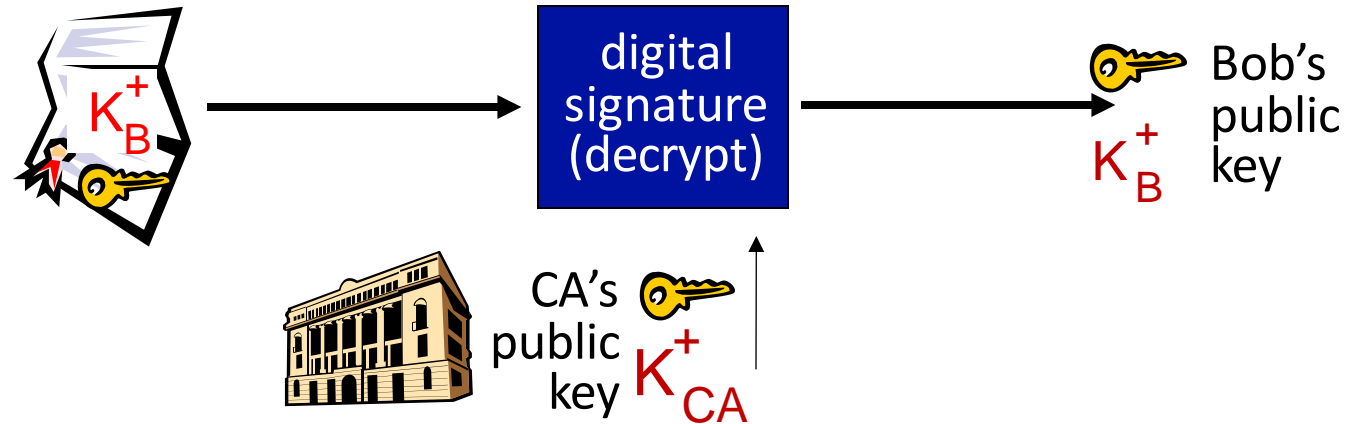 K+B
digital
signature
(decrypt)
Bob’s
public
key
K+B
CA’s
public
key
K+CA